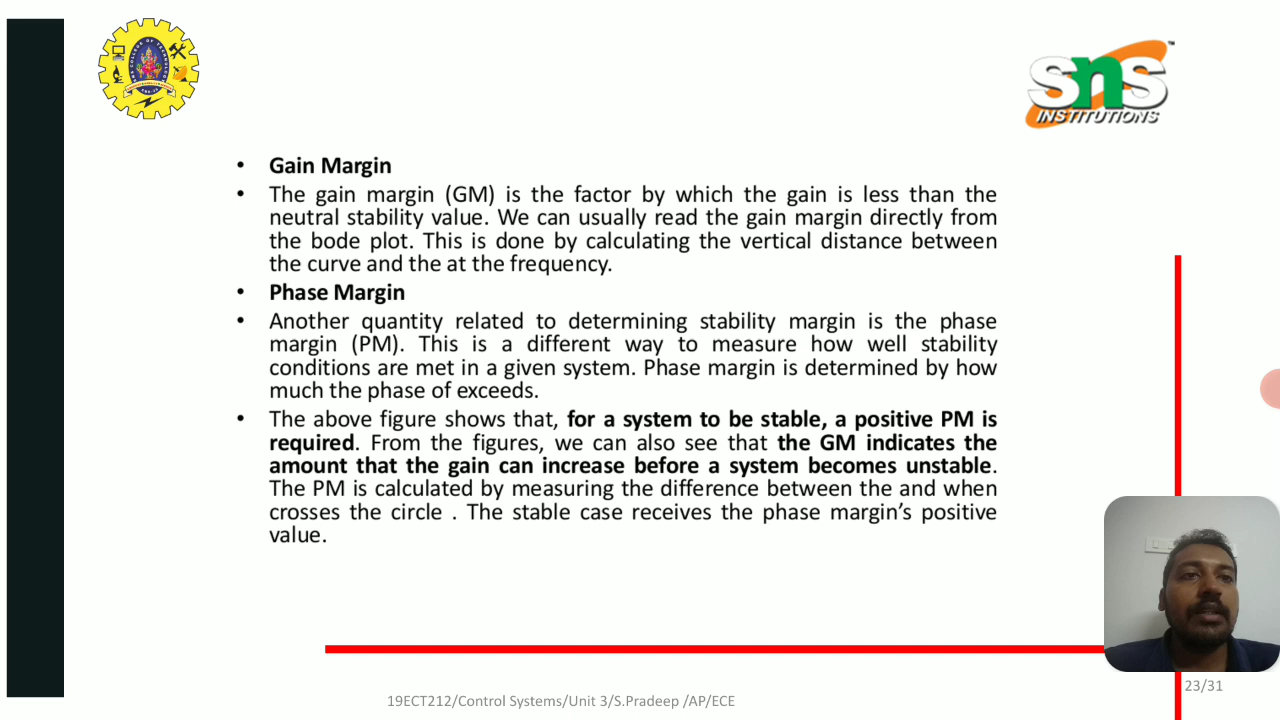 SNS
INSTITUTIONS
• Gain Margin
• The gain margin (GM) is the factor by which the gain is less than the
neutral stability value. We can usually read the gain margin directly from
the bode plot. This is done by calculating the vertical distance between
the curve and the at the frequency.
• Phase Margin
• Another quantity related to determining stability margin is the phase
margin (PM). This is a different way to measure how well stability
conditions are met in a given system. Phase margin is determined by how
much the phase of exceeds.
• The above figure shows that, for a system to be stable, a positive PM is
required. From the figures, we can also see that the GM indicates the
amount that the gain can increase before a system becomes unstable.
The PM is calculated by measuring the difference between the and when
crosses the circle . The stable case receives the phase margin’s positive
value.
19ECT212/Control Systems/Unit 3/S.Pradeep /AP/ECE
23/31